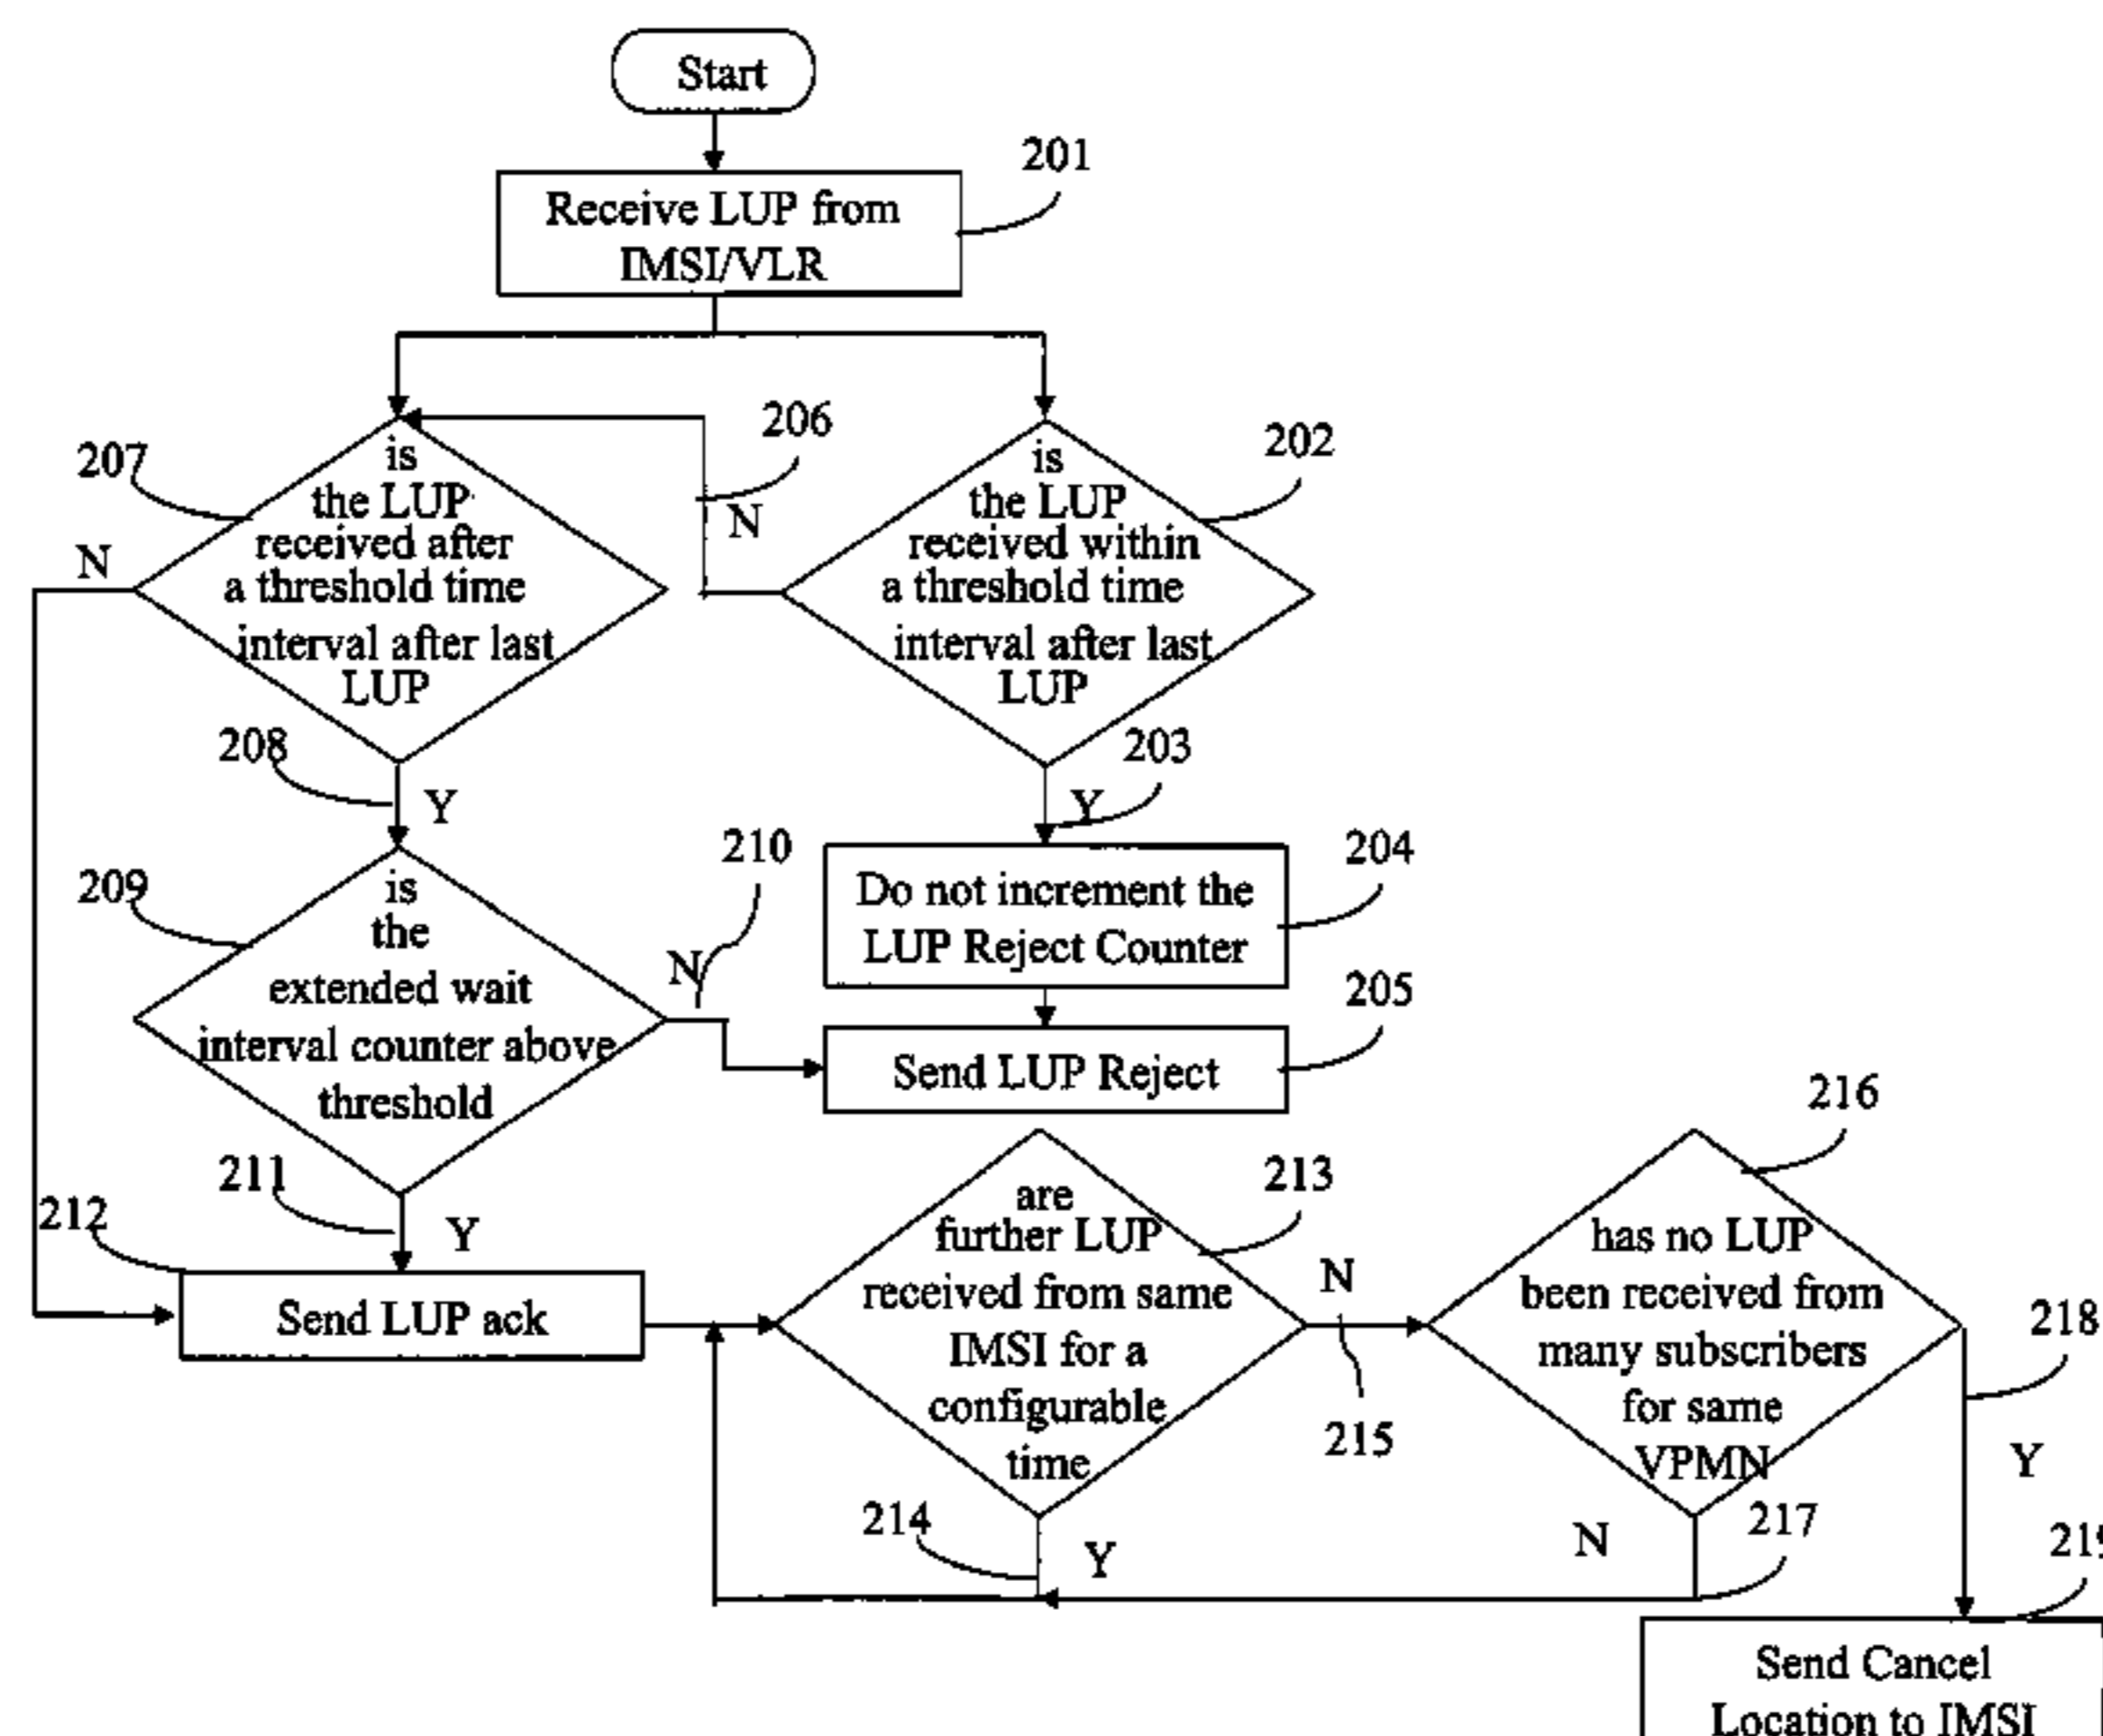 Start
201
Receive LUP from
IMSI/VLR
206
202
207
is
the LUP
received after
a threshold time
interval after last
LUP
N
N
is
the LUP
received within
a threshold time
interval after last
LUP
208
Y
203
Y
210
204
209
is
the
extended wait
interval counter above
threshold
N
Do not increment the
LUP Reject Counter
205
Send LUP Reject
216
211
Y
213
212
Send LUP ack
are
further LUP
received from same
IMSI for a
configurable
time
N
215
has no LUP
been received from
many subscribers
for same
VPMN
218
Y
214
Y
N
217
Send Cancel
Location to IMSI